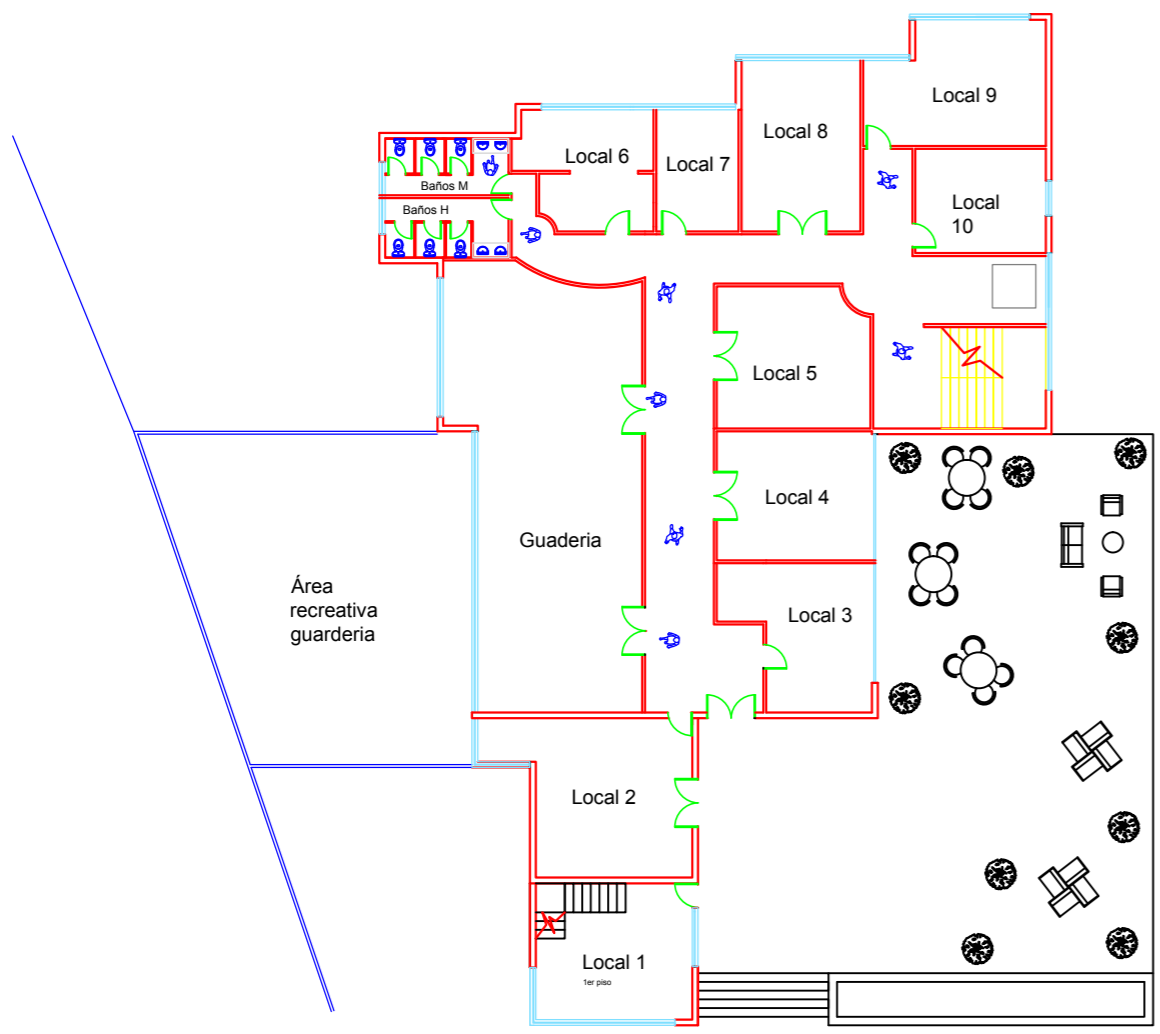 Local 9
Local 8
Local 6
Local 7
Baños M
Baños H
Local
10
Local 5
Local 4
Guaderia
Área
recreativa
guarderia
Local 3
Local 2
Local 1
1er piso